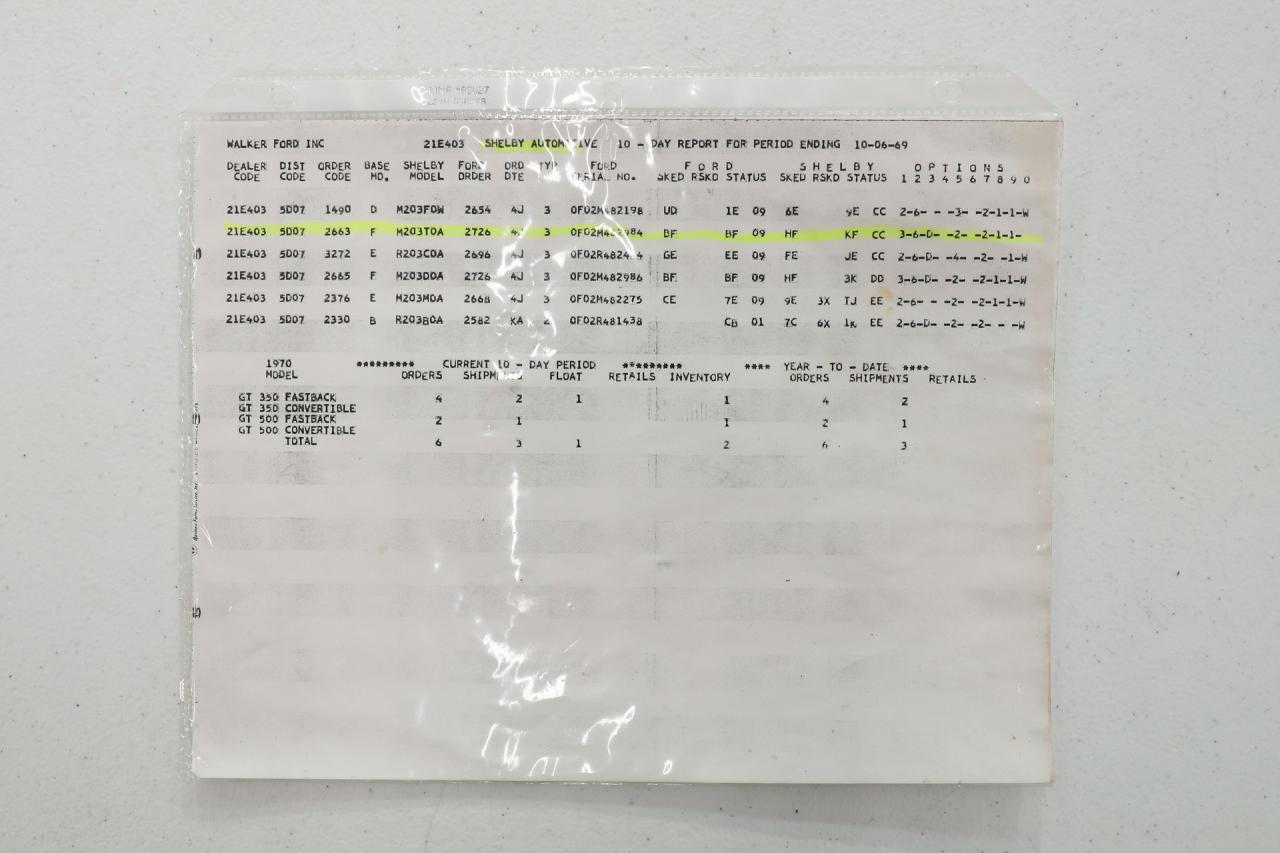 WALKER FORD INC 21E403 SHELBY AUTOMOTIVE 10 - DAY REPORT FOR PERIOD ENDING 10-06-69
DEALER DIST ORDER BASE SHELBY FORD ORD TYP FORD F O R D S H E L B Y O P T I O N S
CODE CODE CODE MO. MODEL ORDER DTE SERIAL NO. SKED RSKD STATUS SKED RSKD STATUS 1 2 3 4 5 6 7 8 9 0
21E403 5D07 1490 D M203FOW 2654 4J 3 0F02M482198 UD 1E 09 6E 9E CC 2-6- - -3- -2-1-1-W
21E403 5D07 2663 F M203TOA 2726 4J 3 BF BF 09 HF KF CC 3-6-D- -2- -2-1-1-
21E403 5D07 3272 E R203COA 2696 4J 3 GE EE 09 FE JE CC 2-6-D- -4- -2- -1-W
21E403 5D07 2665 F M203DDA 2726 4J 3 0F02M482986 BF BF 09 HF 3K DD 3-6-D- -2- -2-1-1-W
21E403 5D07 2376 E M203MOA 2668 4J 3 0F02M482275 CE 7E 09 9E 3X TJ EE 2-6- - -2- -2-1-1-W
21E403 5D07 2330 B R203BOA 2582 KA 2 0F02R481438 CB 01 7C 6X 1K EE 2-6-D- -2- -2- - -W
1970 ********* CURRENT 10 - DAY PERIOD ********* **** YEAR - TO - DATE ****
MODEL ORDERS SHIPMENTS FLOAT RETAILS INVENTORY ORDERS SHIPMENTS RETAILS
GT 350 FASTBACK 4 2 1 1 4 2
GT 350 CONVERTIBLE
GT 500 FASTBACK 2 1 1 2 1
GT 500 CONVERTIBLE
TOTAL 6 3 1 2 6 3